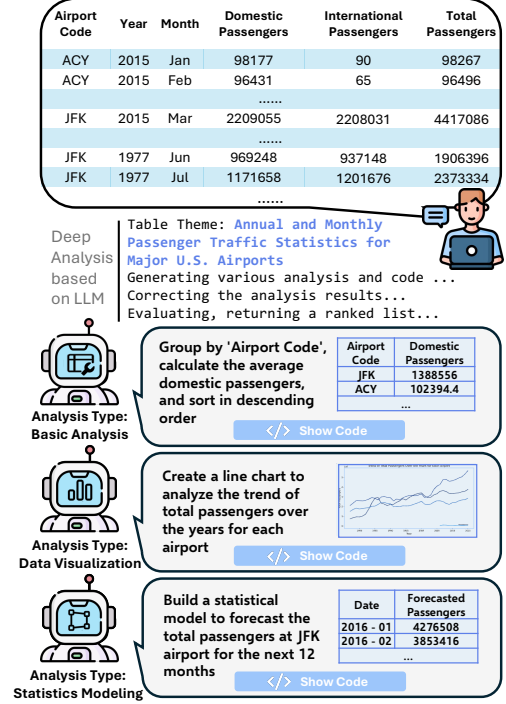 Airport Code Year Month Domestic Passengers International Passengers Total Passengers
ACY 2015 Jan 98177 90 98267
ACY 2015 Feb 96431 65 96496
......
JFK 2015 Mar 2209055 2208031 4417086
......
JFK 1977 Jun 969248 937148 1906396
JFK 1977 Jul 1171658 1201676 2373334
......
Deep
Analysis
based
on LLM
Table Theme: Annual and Monthly
Passenger Traffic Statistics for
Major U.S. Airports
Generating various analysis and code ...
Correcting the analysis results...
Evaluating, returning a ranked list...
Analysis Type:
Basic Analysis
Group by 'Airport Code',
calculate the average
domestic passengers,
and sort in descending
order
Airport Code Domestic Passengers
JFK 1388556
ACY 102394.4
...
</> Show Code
Analysis Type:
Data Visualization
Create a line chart to
analyze the trend of
total passengers over
the years for each
airport
</> Show Code
Analysis Type:
Statistics Modeling
Build a statistical
model to forecast the
total passengers at JFK
airport for the next 12
months
Date Forecasted Passengers
2016 - 01 4276508
2016 - 02 3853416
...
</> Show Code